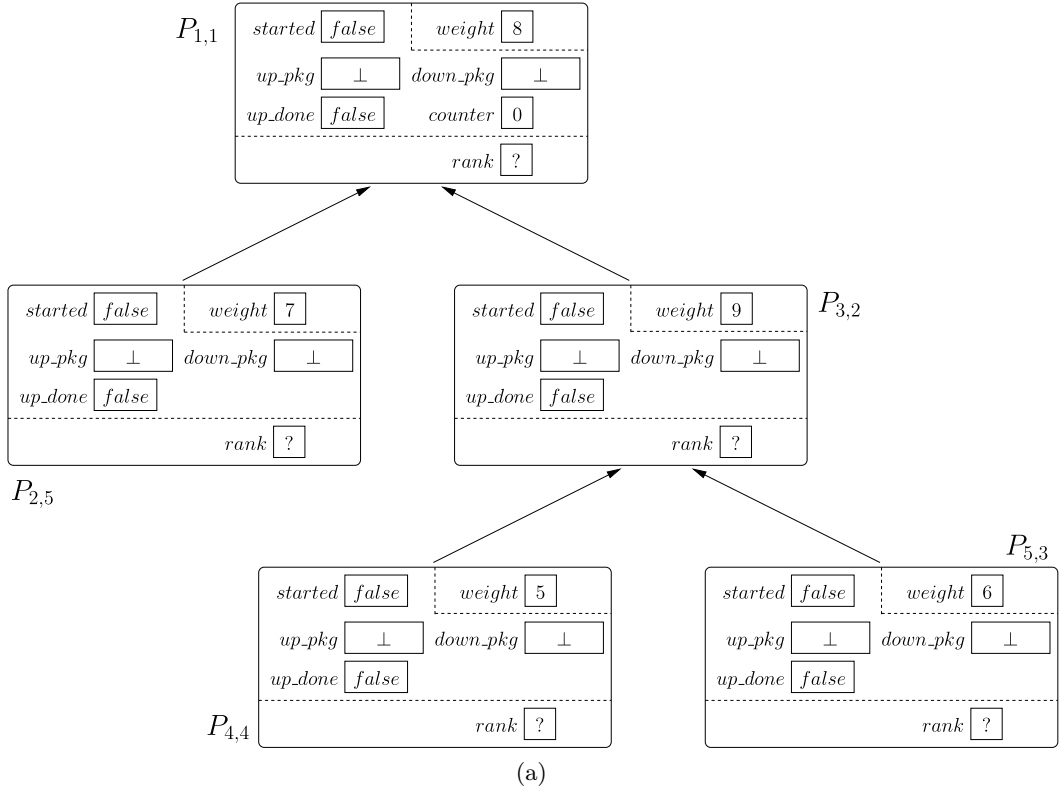 P1,1
started false weight 8
up_pkg ⊥ down_pkg ⊥
up_done false counter 0
rank ?
started false weight 7
up_pkg ⊥ down_pkg ⊥
up_done false
rank ?
P2,5
P3,2
started false weight 9
up_pkg ⊥ down_pkg ⊥
up_done false
rank ?
P4,4
started false weight 5
up_pkg ⊥ down_pkg ⊥
up_done false
rank ?
P5,3
started false weight 6
up_pkg ⊥ down_pkg ⊥
up_done false
rank ?
(a)